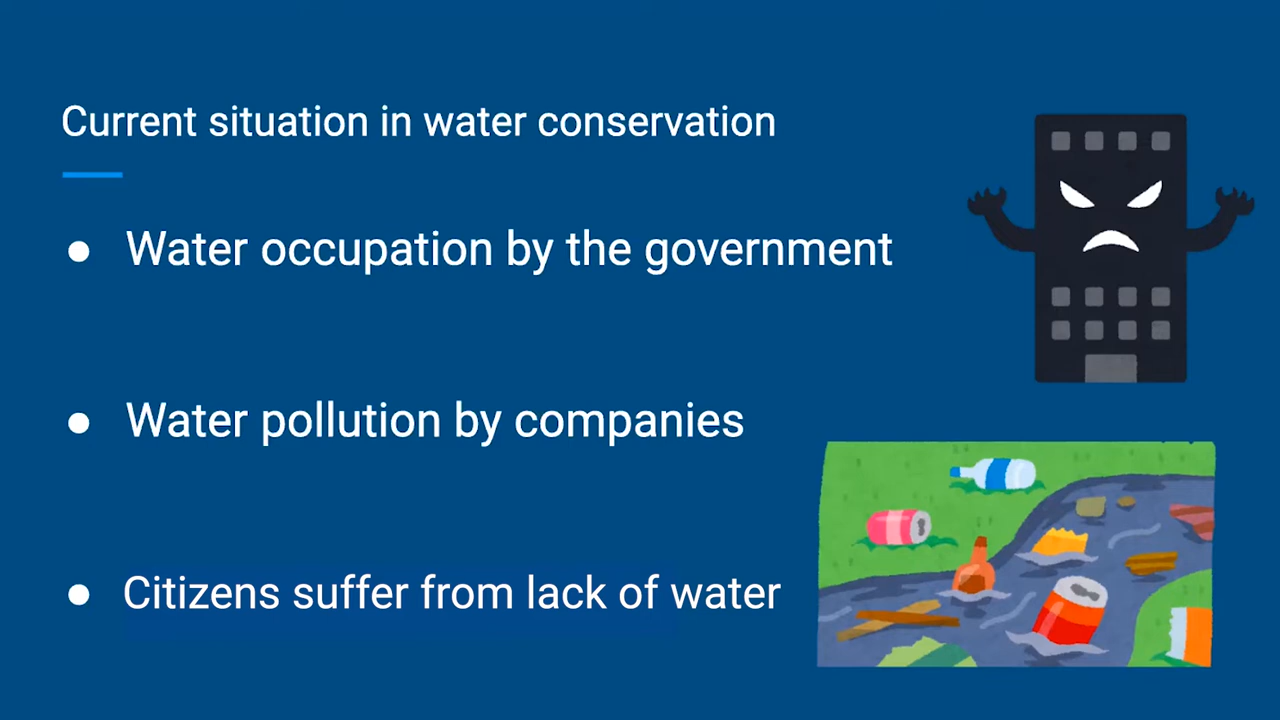 Current situation in water conservation
● Water occupation by the government
● Water pollution by companies
● Citizens suffer from lack of water